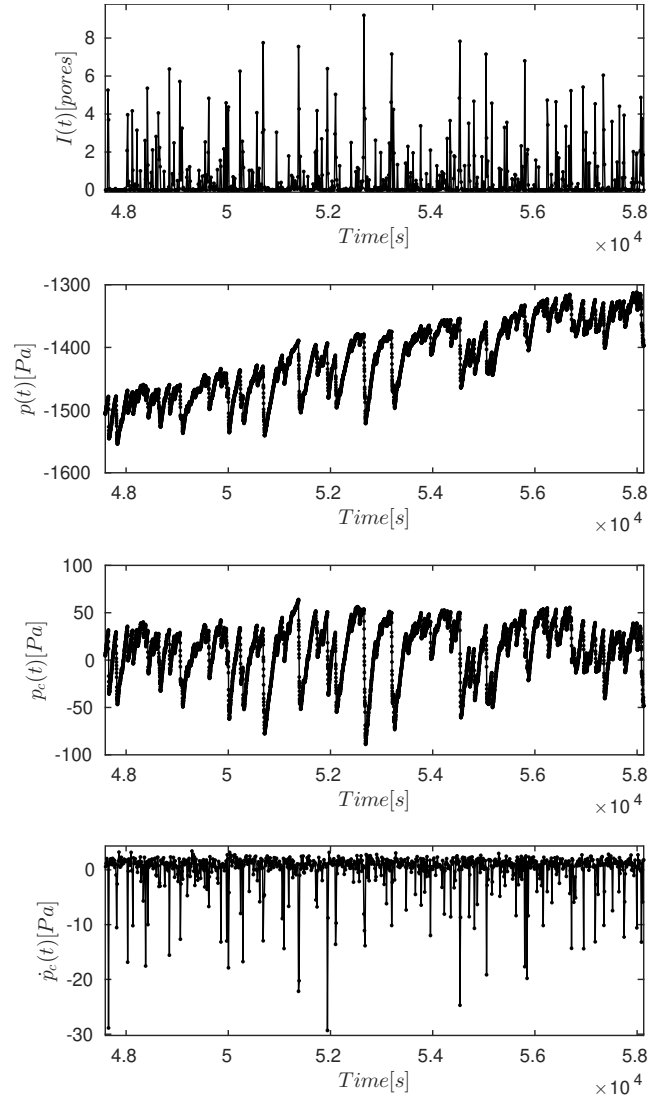 8
6
4
2
0
I(t)[pores]
4.8 5 5.2 5.4 5.6 5.8
Time[s]
×10 4
-1300
-1400
-1500
-1600
p(t)[Pa]
4.8 5 5.2 5.4 5.6 5.8
Time[s]
×10 4
100
50
0
-50
-100
p_c(t)[Pa]
4.8 5 5.2 5.4 5.6 5.8
Time[s]
×10 4
0
-10
-20
-30
ṗ_c(t)[Pa]
4.8 5 5.2 5.4 5.6 5.8
Time[s]
×10 4